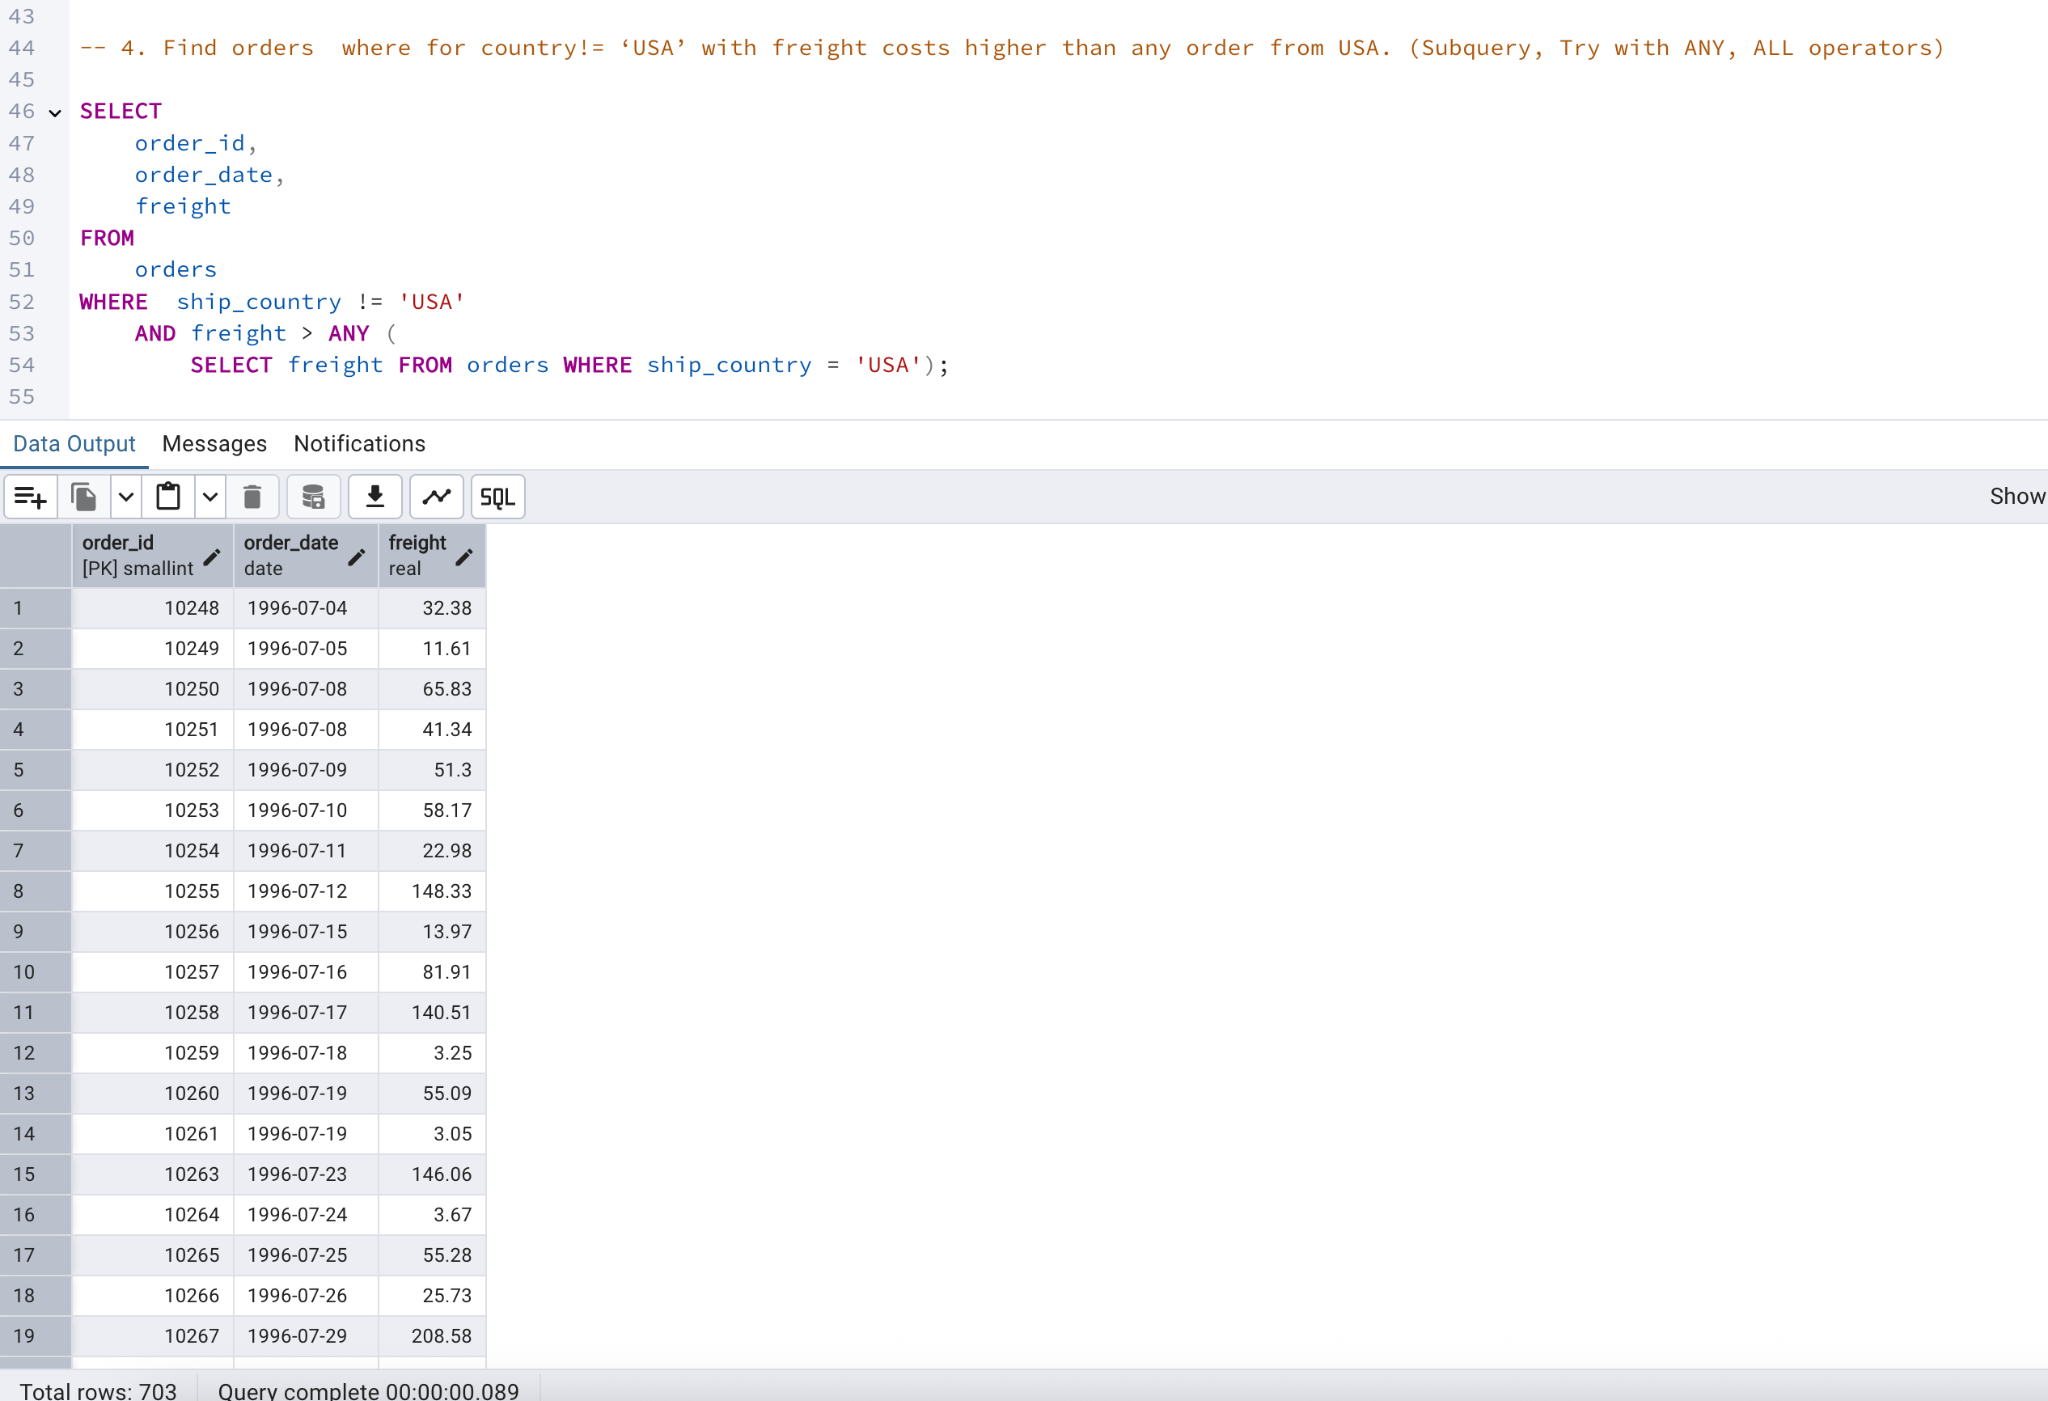 43
44 -- 4. Find orders  where for country!= ‘USA’ with freight costs higher than any order from USA. (Subquery, Try with ANY, ALL operators)
45
46 SELECT
47 order_id,
48 order_date,
49 freight
50 FROM
51 orders
52 WHERE  ship_country != 'USA'
53 AND freight > ANY (
54 SELECT freight FROM orders WHERE ship_country = 'USA');
55
Data Output Messages Notifications
SQL Show
order_id order_date freight
[PK] smallint date real
1 10248 1996-07-04 32.38
2 10249 1996-07-05 11.61
3 10250 1996-07-08 65.83
4 10251 1996-07-08 41.34
5 10252 1996-07-09 51.3
6 10253 1996-07-10 58.17
7 10254 1996-07-11 22.98
8 10255 1996-07-12 148.33
9 10256 1996-07-15 13.97
10 10257 1996-07-16 81.91
11 10258 1996-07-17 140.51
12 10259 1996-07-18 3.25
13 10260 1996-07-19 55.09
14 10261 1996-07-19 3.05
15 10263 1996-07-23 146.06
16 10264 1996-07-24 3.67
17 10265 1996-07-25 55.28
18 10266 1996-07-26 25.73
19 10267 1996-07-29 208.58
Total rows: 703 Query complete 00:00:00.089